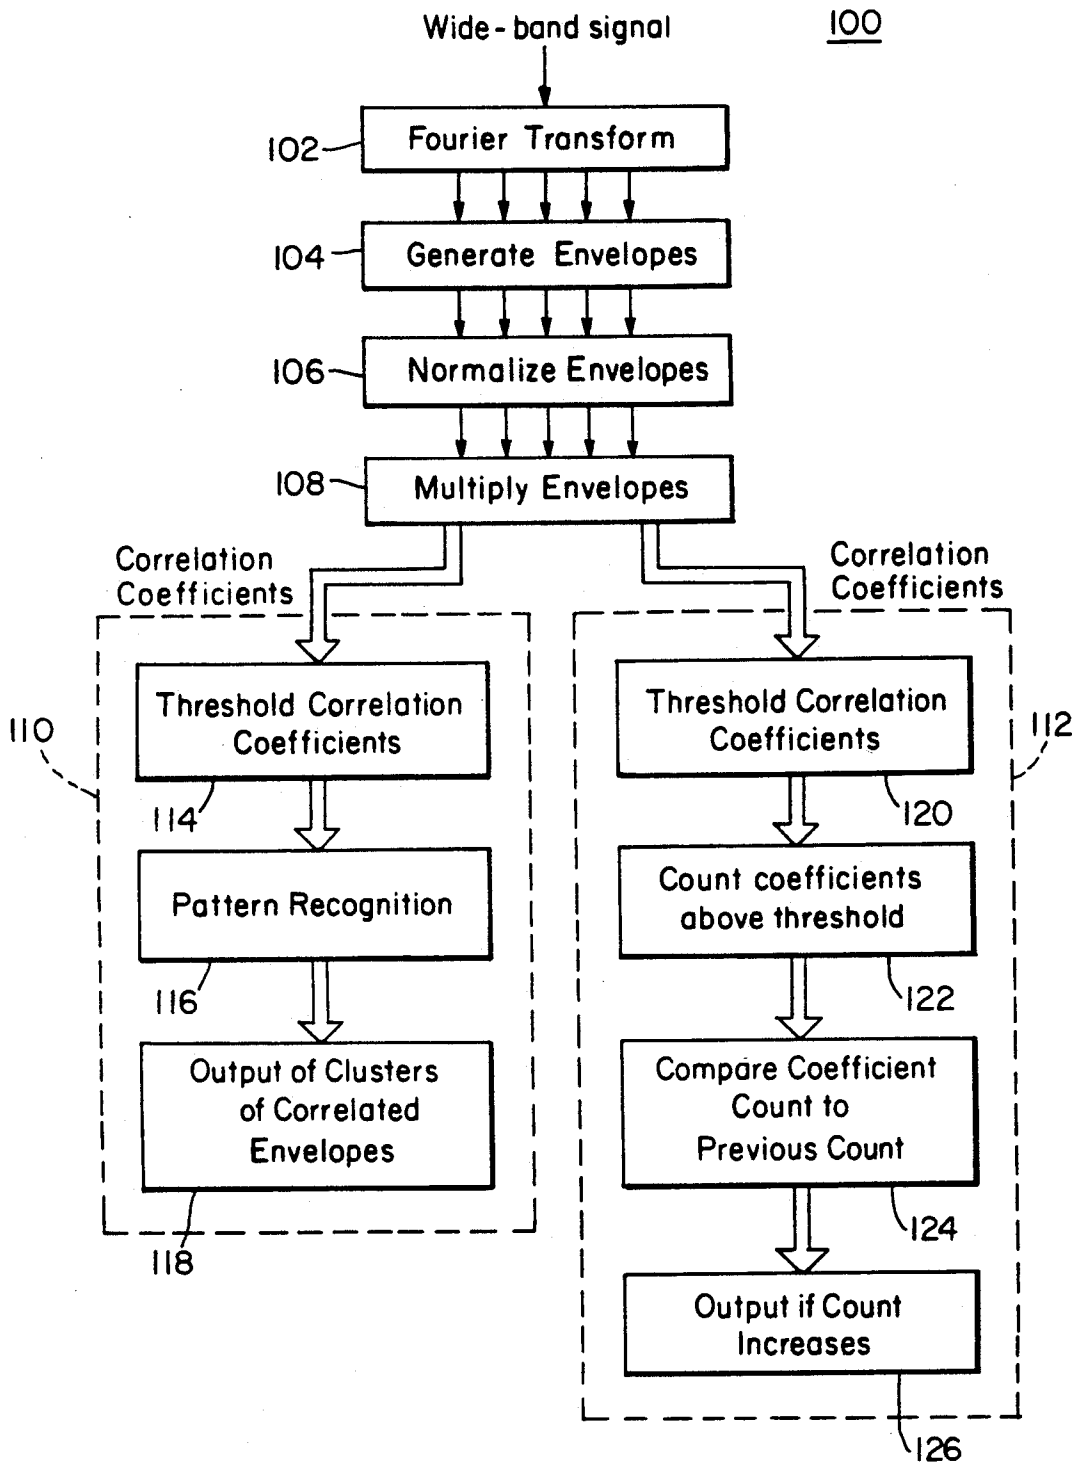 Wide-band signal
100
Fourier Transform
102
Generate Envelopes
104
Normalize Envelopes
106
Multiply Envelopes
108
Correlation
Coefficients
Correlation
Coefficients
110
Threshold Correlation
Coefficients
114
Pattern Recognition
116
Output of Clusters
of Correlated
Envelopes
118
112
Threshold Correlation
Coefficients
120
Count coefficients
above threshold
122
Compare Coefficient
Count to
Previous Count
124
Output if Count
Increases
126